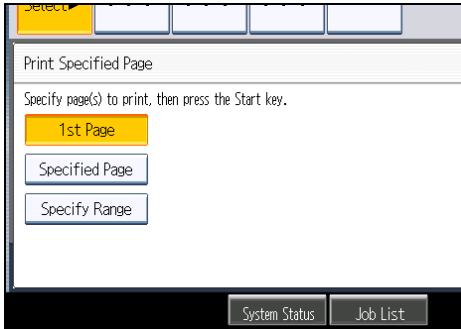 Select►
Print Specified Page
Specify page(s) to print, then press the Start key.
1st Page
Specified Page
Specify Range
System Status
Job List